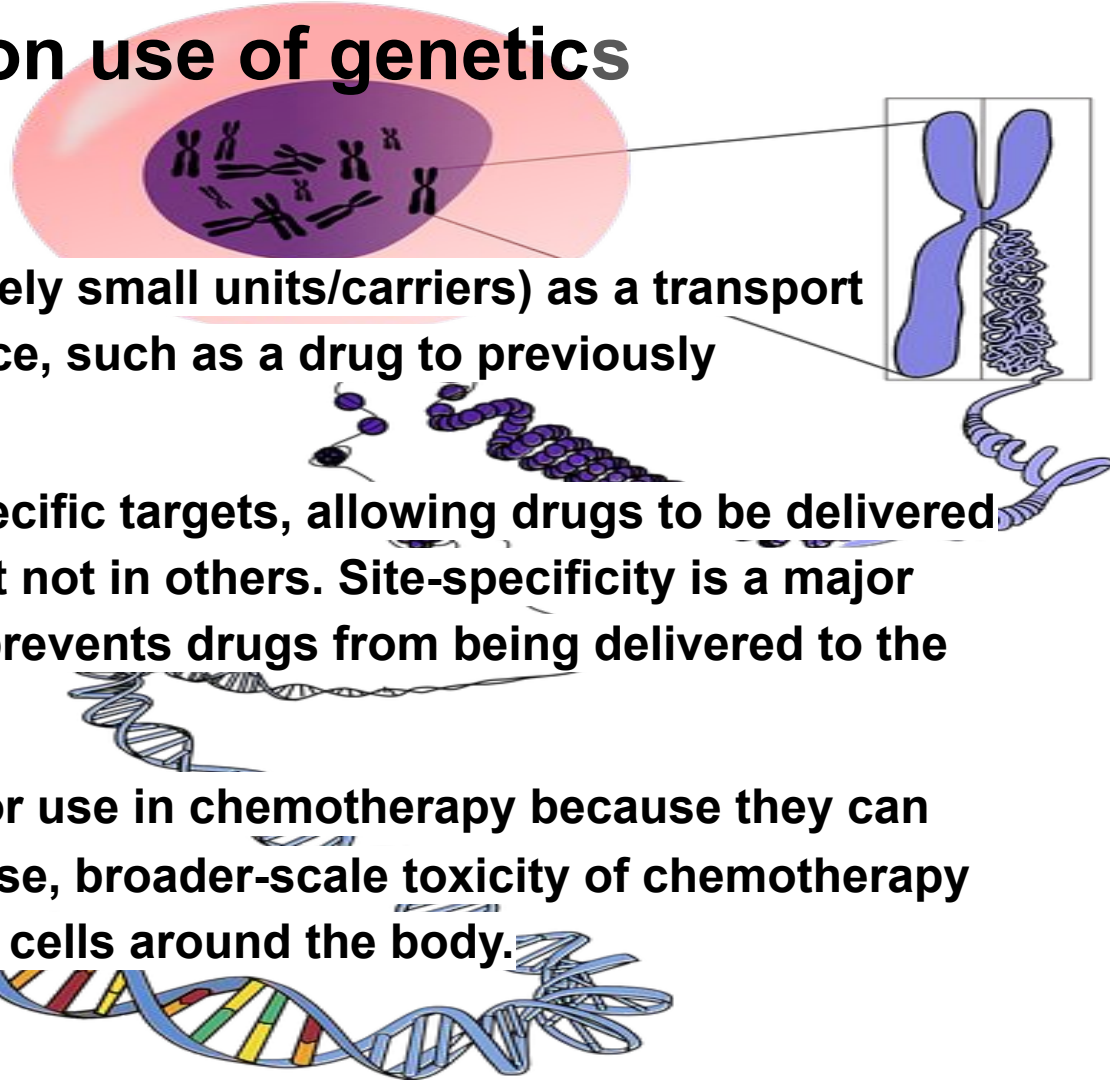 on use of genetics
ely small units/carriers) as a transport
ce, such as a drug to previously
ecific targets, allowing drugs to be delivered
t not in others. Site-specificity is a major
prevents drugs from being delivered to the
or use in chemotherapy because they can
se, broader-scale toxicity of chemotherapy
cells around the body.